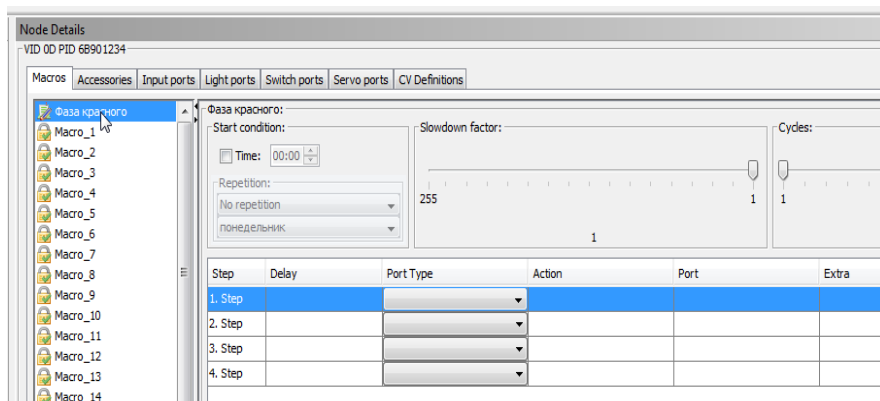 Node Details
VID 0D PID 6B901234
Macros Accessories Input ports Light ports Switch ports Servo ports CV Definitions
Фаза красного
Macro_1
Macro_2
Macro_3
Macro_4
Macro_5
Macro_6
Macro_7
Macro_8
Macro_9
Macro_10
Macro_11
Macro_12
Macro_13
Macro_14
Фаза красного:
Start condition:
Time: 00:00
Repetition:
No repetition
понедельник
Slowdown factor:
255 1
1
Cycles:
1
Step Delay Port Type Action Port Extra
1. Step
2. Step
3. Step
4. Step